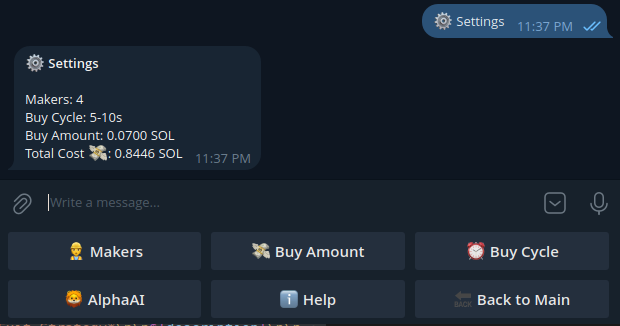 ⚙️ Settings
11:37 PM
⚙️ Settings
Makers: 4
Buy Cycle: 5-10s
Buy Amount: 0.0700 SOL
Total Cost 💸: 0.8446 SOL
11:37 PM
Write a message...
👷 Makers
💸 Buy Amount
⏰ Buy Cycle
🦁 AlphaAI
ℹ️ Help
🔙 Back to Main